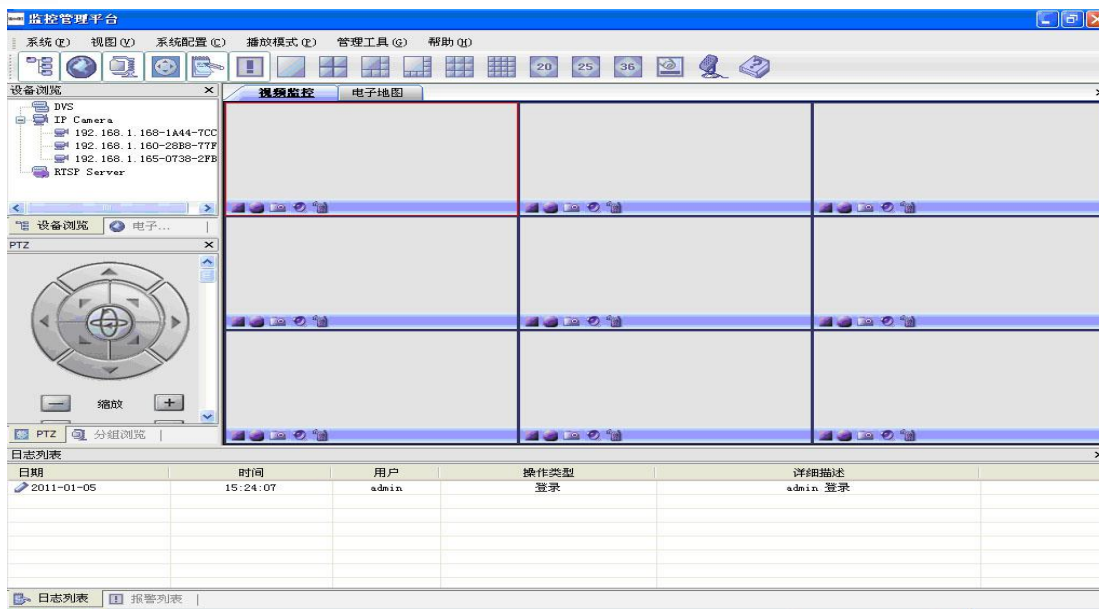 监控管理平台
系统(F) 视图(V) 系统配置(C) 播放模式(P) 管理工具(G) 帮助(H)
20 25 36
设备浏览
视频监控 电子地图
DVS
IP Camera
192.168.1.168-1A44-7CC
192.168.1.160-28B8-77F
192.168.1.165-0738-2FB
RTSP Server
设备浏览 电子...
PTZ
缩放
PTZ 分组浏览
日志列表
日期 时间 用户 操作类型 详细描述
2011-01-05 15:24:07 admin 登录 admin 登录
日志列表 报警列表